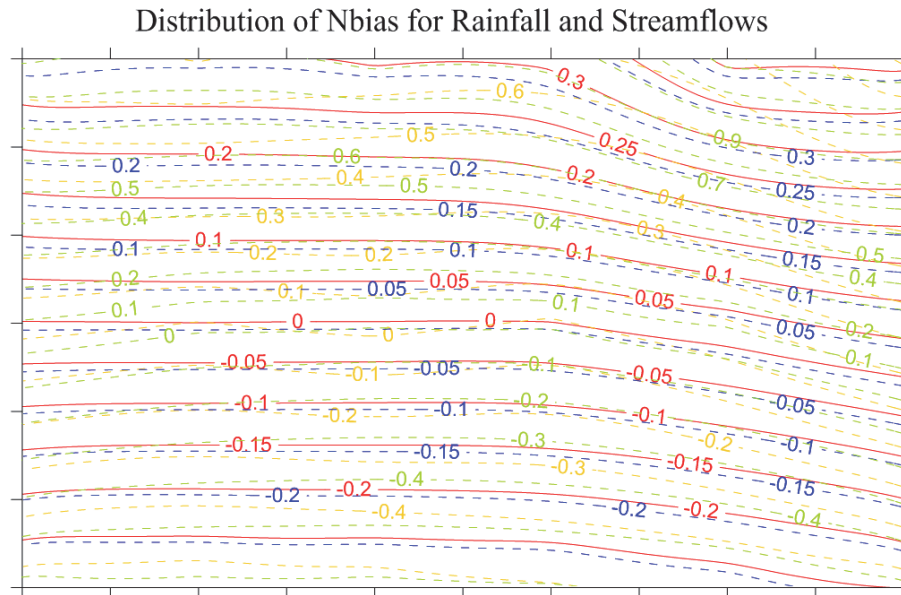 Distribution of Nbias for Rainfall and Streamflows
0.3
0.6
0.5 0.25 0.9
0.2 0.2 0.6 0.2 0.3
0.5 0.4 0.5 0.2 0.7 0.25
0.4 0.3 0.15 0.4 0.3 0.4 0.2
0.1 0.1 0.2 0.2 0.1 0.1 0.15 0.5
0.2 0.1 0.05 0.05 0.1 0.1 0.4
0.1 0.1 0.05 0.05 0.2
0 0 0 0 0.1
-0.05 -0.1 -0.05 -0.1 -0.05 -0.05
-0.1 -0.2 -0.1 -0.2 -0.1 -0.2 -0.1
-0.15 -0.15 -0.3 -0.3 -0.15 -0.15
-0.2 -0.2 -0.4 -0.4 -0.2 -0.2 -0.4